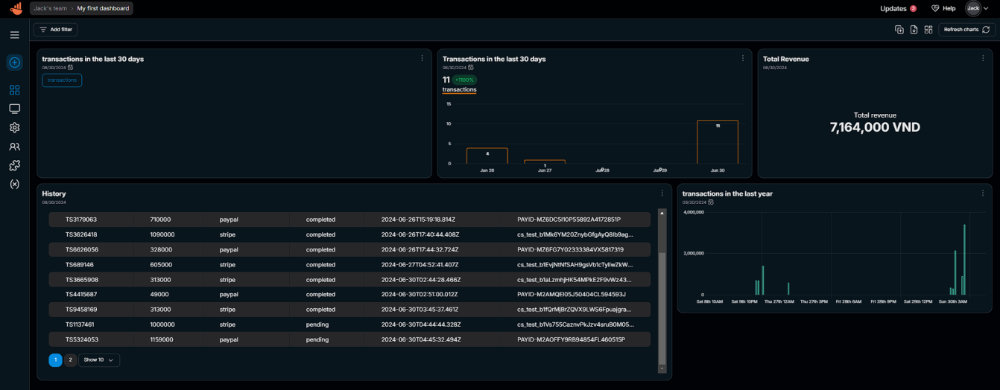 Jack's team > My first dashboard
Updates 3 Help Jack
Add filter
Refresh charts
transactions in the last 30 days
06/30/2024
transactions
Transactions in the last 30 days
06/30/2024
11 +1100%
transactions
15
10
5
0
4
1
0
0
11
Jun 26 Jun 27 Jun 28 Jun 29 Jun 30
Total Revenue
06/30/2024
Total revenue
7,164,000 VND
History
06/30/2024
TS3179063 710000 paypal completed 2024-06-26T15:19:18.814Z PAYID-MZ6DC5I10P55892A4172851P
TS3626418 1090000 stripe completed 2024-06-26T17:40:44.408Z cs_test_b1Mk6YM20ZnybGfgAyQ8Ib9ag...
TS6626056 328000 paypal completed 2024-06-26T17:44:32.724Z PAYID-MZ6FG7Y02333384VX5817319
TS689146 605000 stripe completed 2024-06-27T04:52:41.407Z cs_test_b1EvjNtNfSAH9gsVb1cTyliwZkW...
TS3665908 313000 stripe completed 2024-06-30T02:44:28.466Z cs_test_b1aLzmhjHK54MPkE2F9vWz43...
TS4415687 49000 paypal completed 2024-06-30T02:51:00.012Z PAYID-M2AMQEI05J50404CL594593J
TS9458169 313000 stripe completed 2024-06-30T03:45:37.461Z cs_test_b1fQrMjBrZQVX9LWS6Fpuajgra...
TS1137461 1000000 stripe pending 2024-06-30T04:44:44.328Z cs_test_b1Vs755CaznvPkJzv4sruB0M05...
TS5324053 1159000 paypal pending 2024-06-30T04:45:32.494Z PAYID-M2AOFFY9RB94854FL460515P
1 2 Show 10
transactions in the last year
06/30/2024
4,000,000
2,000,000
0
Sat 8th 10AM Sat 9th 10PM Thu 27th 12AM Thu 27th 3PM Fri 28th 6AM Fri 28th 9PM Sat 29th 12PM Sun 30th 3AM